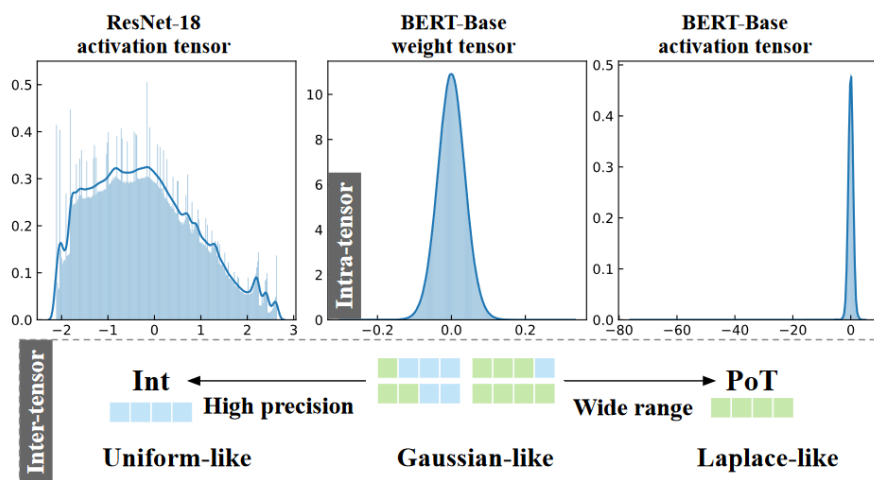 ResNet-18
activation tensor
BERT-Base
weight tensor
BERT-Base
activation tensor
0.5
0.4
0.3
0.2
0.1
0.0
−2 −1 0 1 2 3
10
8
6
4
2
0
−0.2 0.0 0.2
0.5
0.4
0.3
0.2
0.1
0.0
−80 −60 −40 −20 0
Intra-tensor
Inter-tensor
Int
High precision
Wide range
PoT
Uniform-like
Gaussian-like
Laplace-like